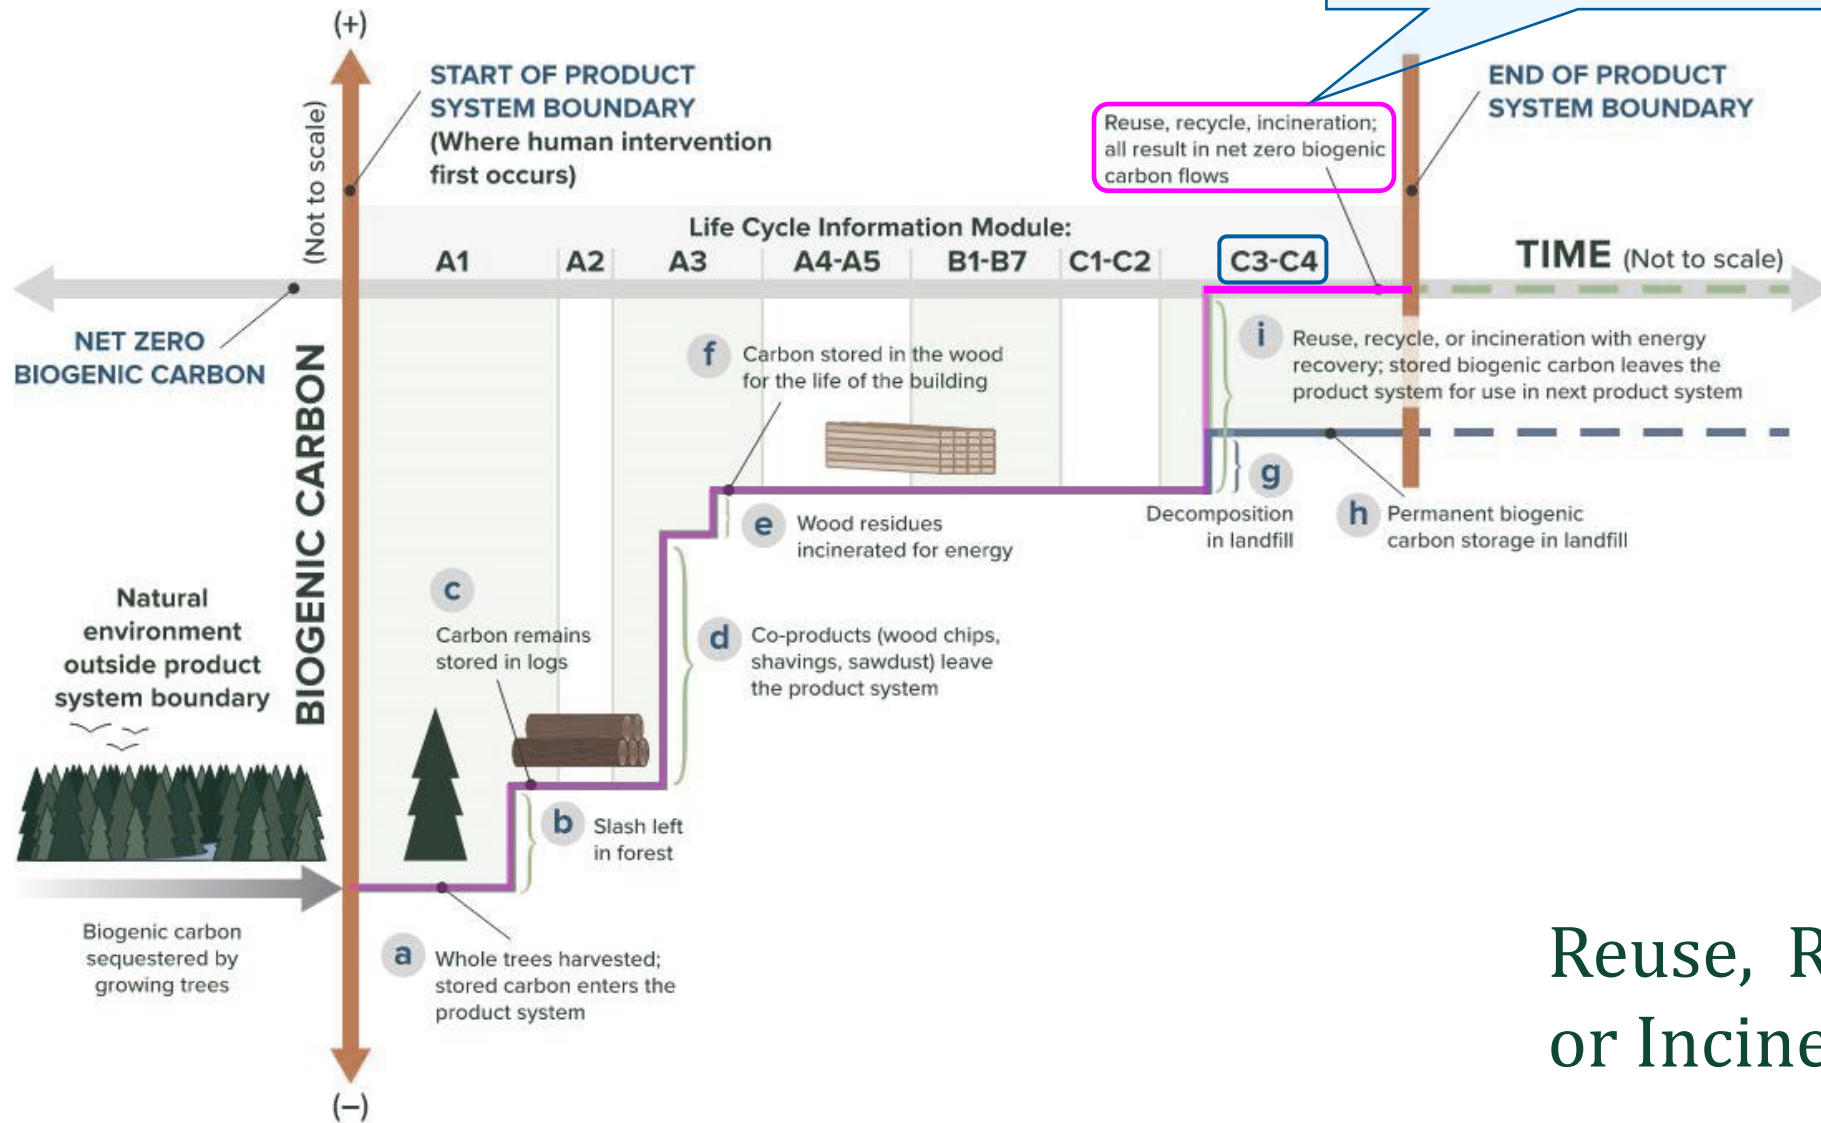 (+)
START OF PRODUCT
SYSTEM BOUNDARY
(Where human intervention
first occurs)
(Not to scale)
Reuse, recycle, incineration;
all result in net zero biogenic
carbon flows
END OF PRODUCT
SYSTEM BOUNDARY
Life Cycle Information Module:
A1
A2
A3
A4-A5
B1-B7
C1-C2
C3-C4
TIME (Not to scale)
NET ZERO
BIOGENIC CARBON
BIOGENIC CARBON
f
Carbon stored in the wood
for the life of the building
i
Reuse, recycle, or incineration with energy
recovery; stored biogenic carbon leaves the
product system for use in next product system
g
Decomposition
in landfill
h
Permanent biogenic
carbon storage in landfill
e
Wood residues
incinerated for energy
c
Carbon remains
stored in logs
d
Co-products (wood chips,
shavings, sawdust) leave
the product system
Natural
environment
outside product
system boundary
b
Slash left
in forest
Biogenic carbon
sequestered by
growing trees
a
Whole trees harvested;
stored carbon enters the
product system
(−)
Reuse, R
or Incine